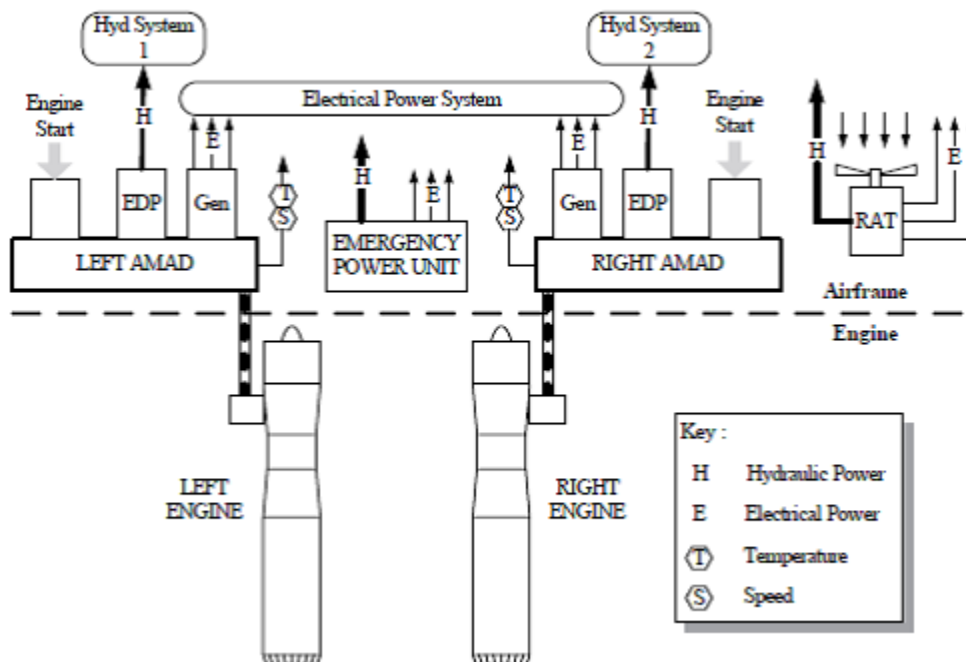 Hyd System
1
Hyd System
2
Electrical Power System
Engine
Start
Engine
Start
H
E
H
E
H
E
T
S
T
S
H
E
EDP
Gen
Gen
EDP
RAT
LEFT AMAD
EMERGENCY
POWER UNIT
RIGHT AMAD
Airframe
Engine
LEFT
ENGINE
RIGHT
ENGINE
Key :
H Hydraulic Power
E Electrical Power
T Temperature
S Speed